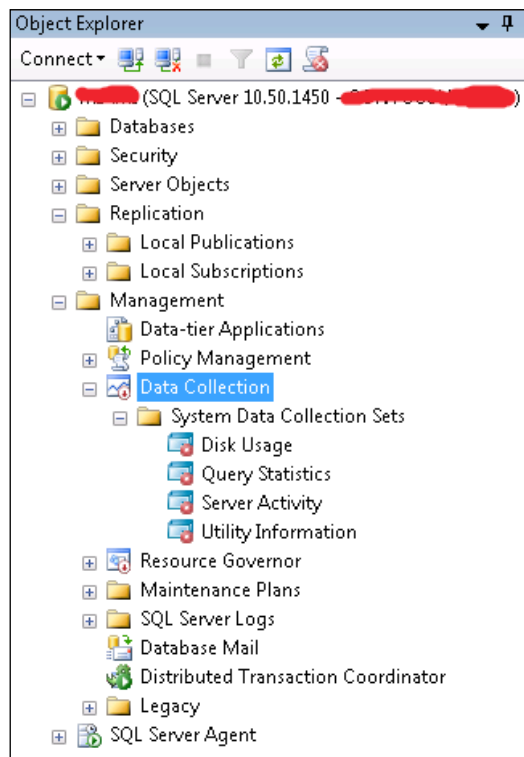 Object Explorer
Connect
(SQL Server 10.50.1450 -
)
Databases
Security
Server Objects
Replication
Local Publications
Local Subscriptions
Management
Data-tier Applications
Policy Management
Data Collection
System Data Collection Sets
Disk Usage
Query Statistics
Server Activity
Utility Information
Resource Governor
Maintenance Plans
SQL Server Logs
Database Mail
Distributed Transaction Coordinator
Legacy
SQL Server Agent